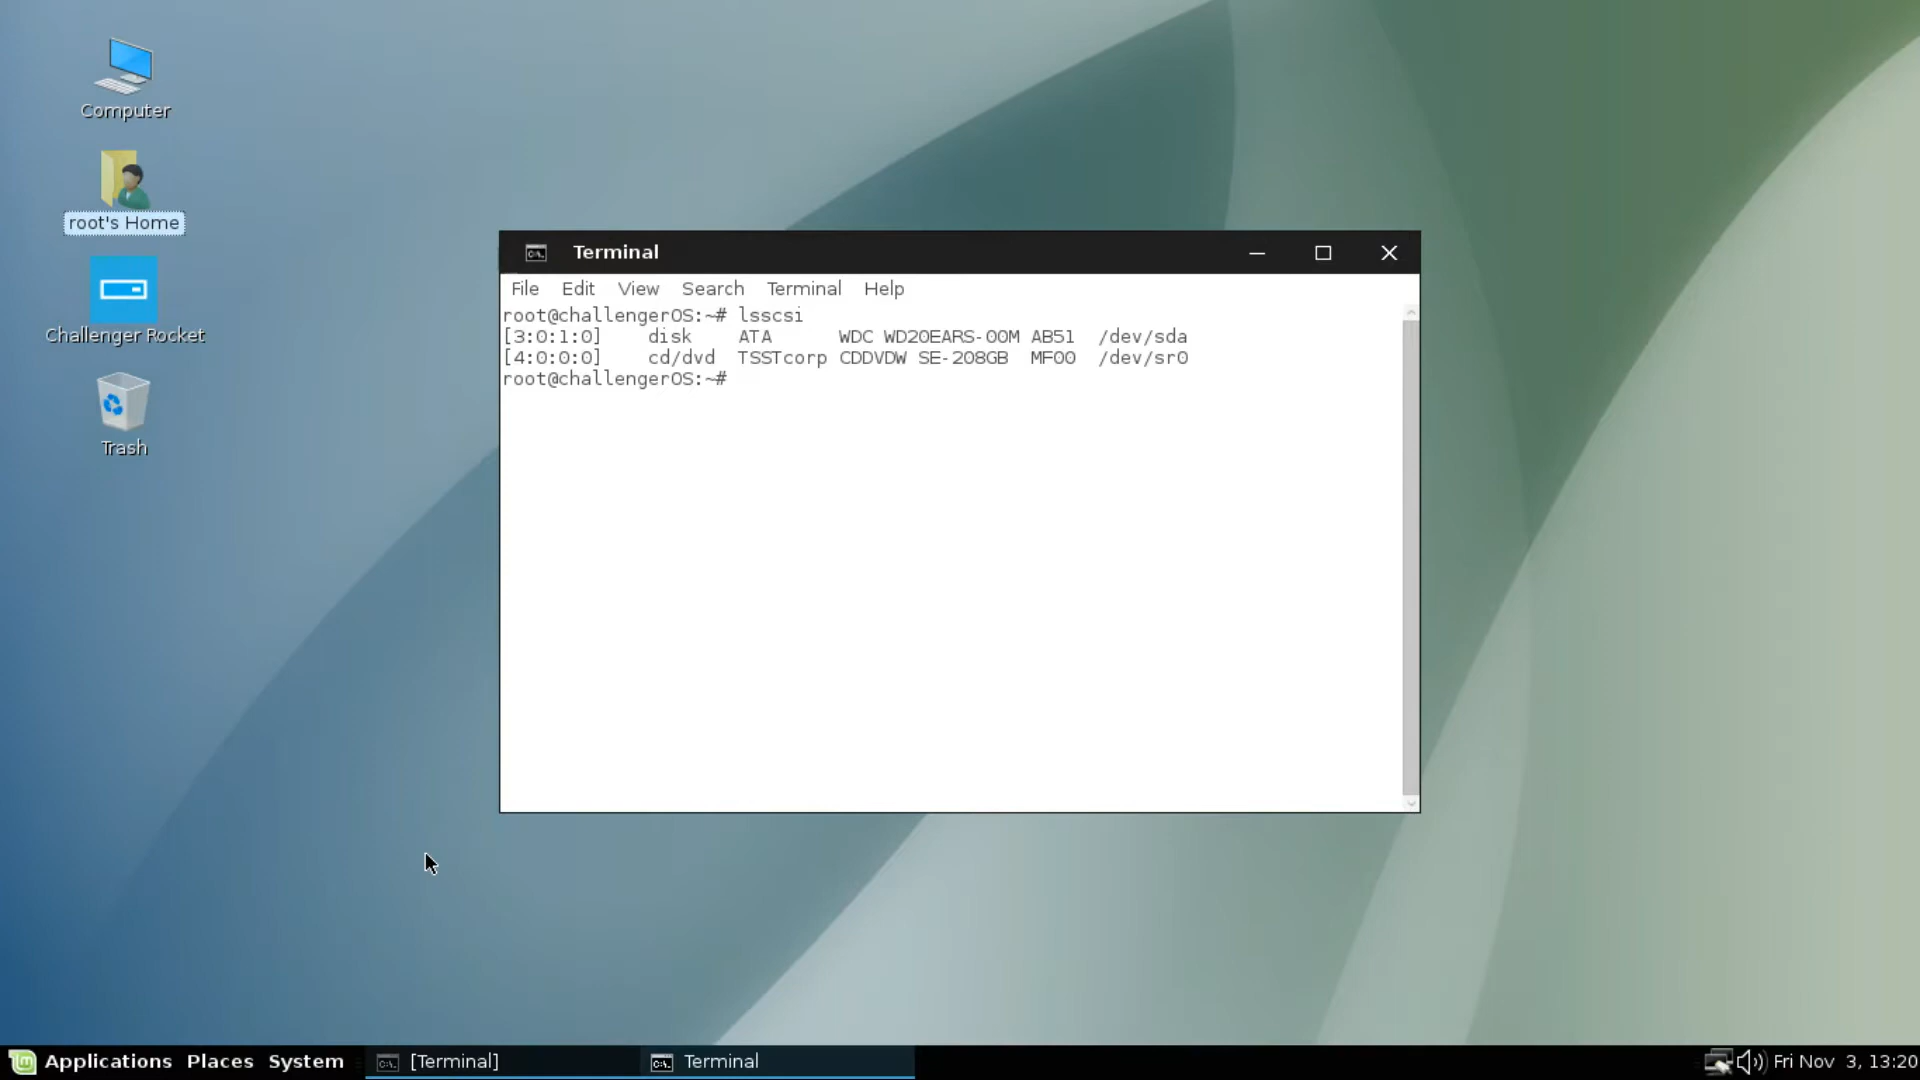 Computer
root's Home
Challenger Rocket
Trash
Terminal
File Edit View Search Terminal Help
root@challengerOS:~# lsscsi
[3:0:1:0]    disk    ATA      WDC WD20EARS-00M AB51  /dev/sda
[4:0:0:0]    cd/dvd  TSSTcorp CDDVDW SE-208GB  MF00  /dev/sr0
root@challengerOS:~#
Applications Places System [Terminal] Terminal Fri Nov  3, 13:20